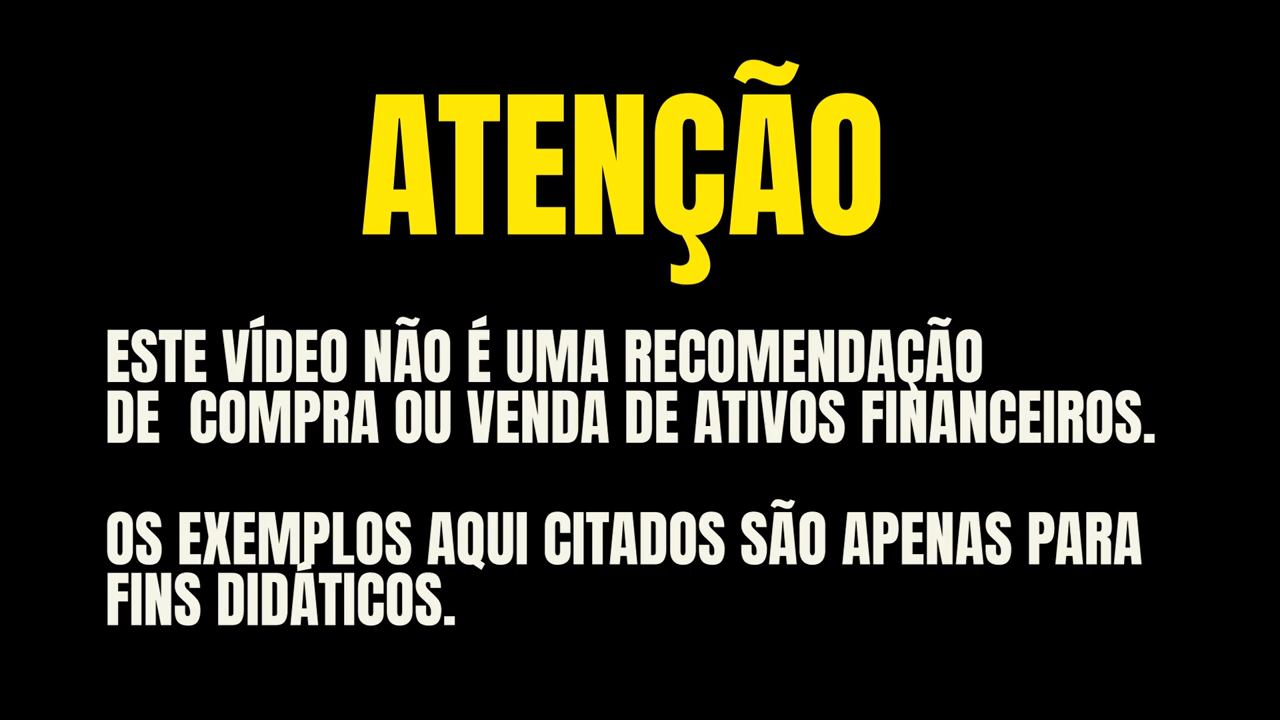 ATENÇÃO
ESTE VÍDEO NÃO É UMA RECOMENDAÇÃO
DE  COMPRA OU VENDA DE ATIVOS FINANCEIROS.
OS EXEMPLOS AQUI CITADOS SÃO APENAS PARA
FINS DIDÁTICOS.